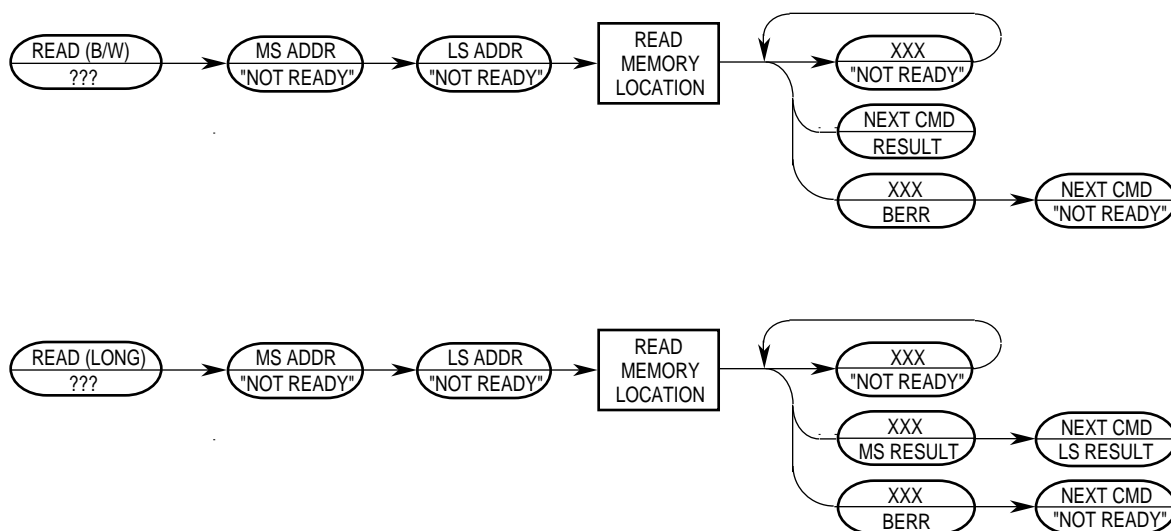 READ (B/W)
???
MS ADDR
"NOT READY"
LS ADDR
"NOT READY"
READ
MEMORY
LOCATION
XXX
"NOT READY"
NEXT CMD
RESULT
XXX
BERR
NEXT CMD
"NOT READY"
READ (LONG)
???
MS ADDR
"NOT READY"
LS ADDR
"NOT READY"
READ
MEMORY
LOCATION
XXX
"NOT READY"
XXX
MS RESULT
NEXT CMD
LS RESULT
XXX
BERR
NEXT CMD
"NOT READY"